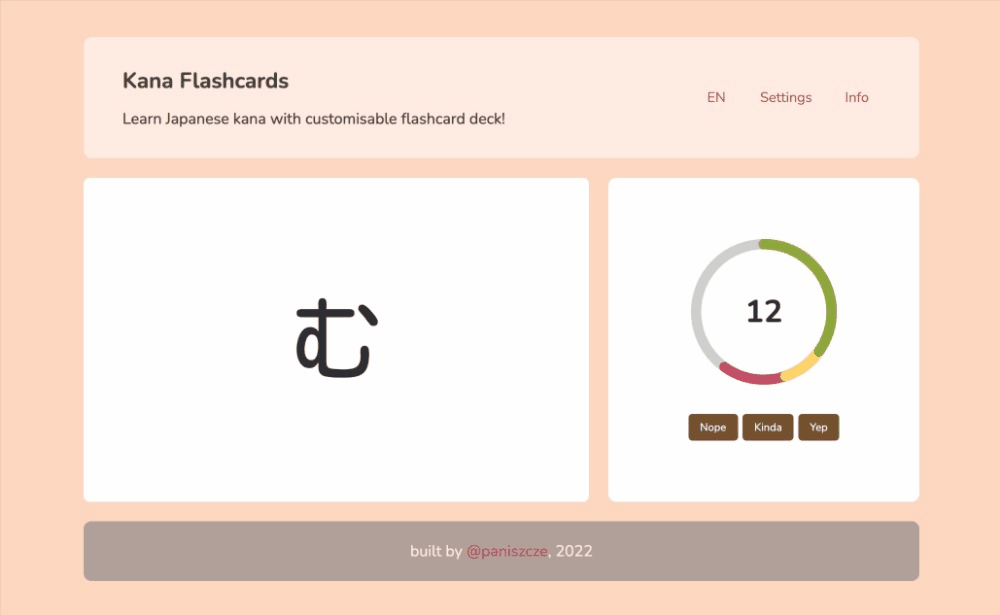 Kana Flashcards
Learn Japanese kana with customisable flashcard deck!
EN Settings Info
む
12
Nope Kinda Yep
built by @paniszcze, 2022